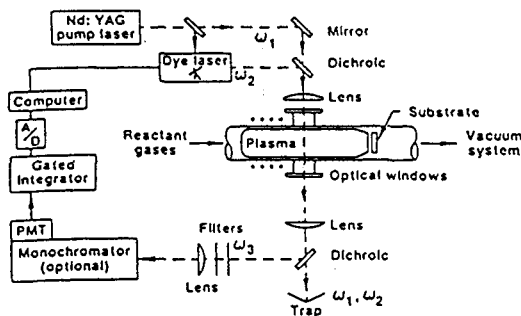 Nd: YAG
pump laser
ω1
Mirror
Dye laser
ω2
Dichroic
Computer
Lens
A/D
Reactant
gases
Plasma
Substrate
Vacuum
system
Gated
Integrator
Optical windows
PMT
Monochromator
(optional)
Filters
ω3
Lens
Lens
Dichroic
ω1, ω2
Trap